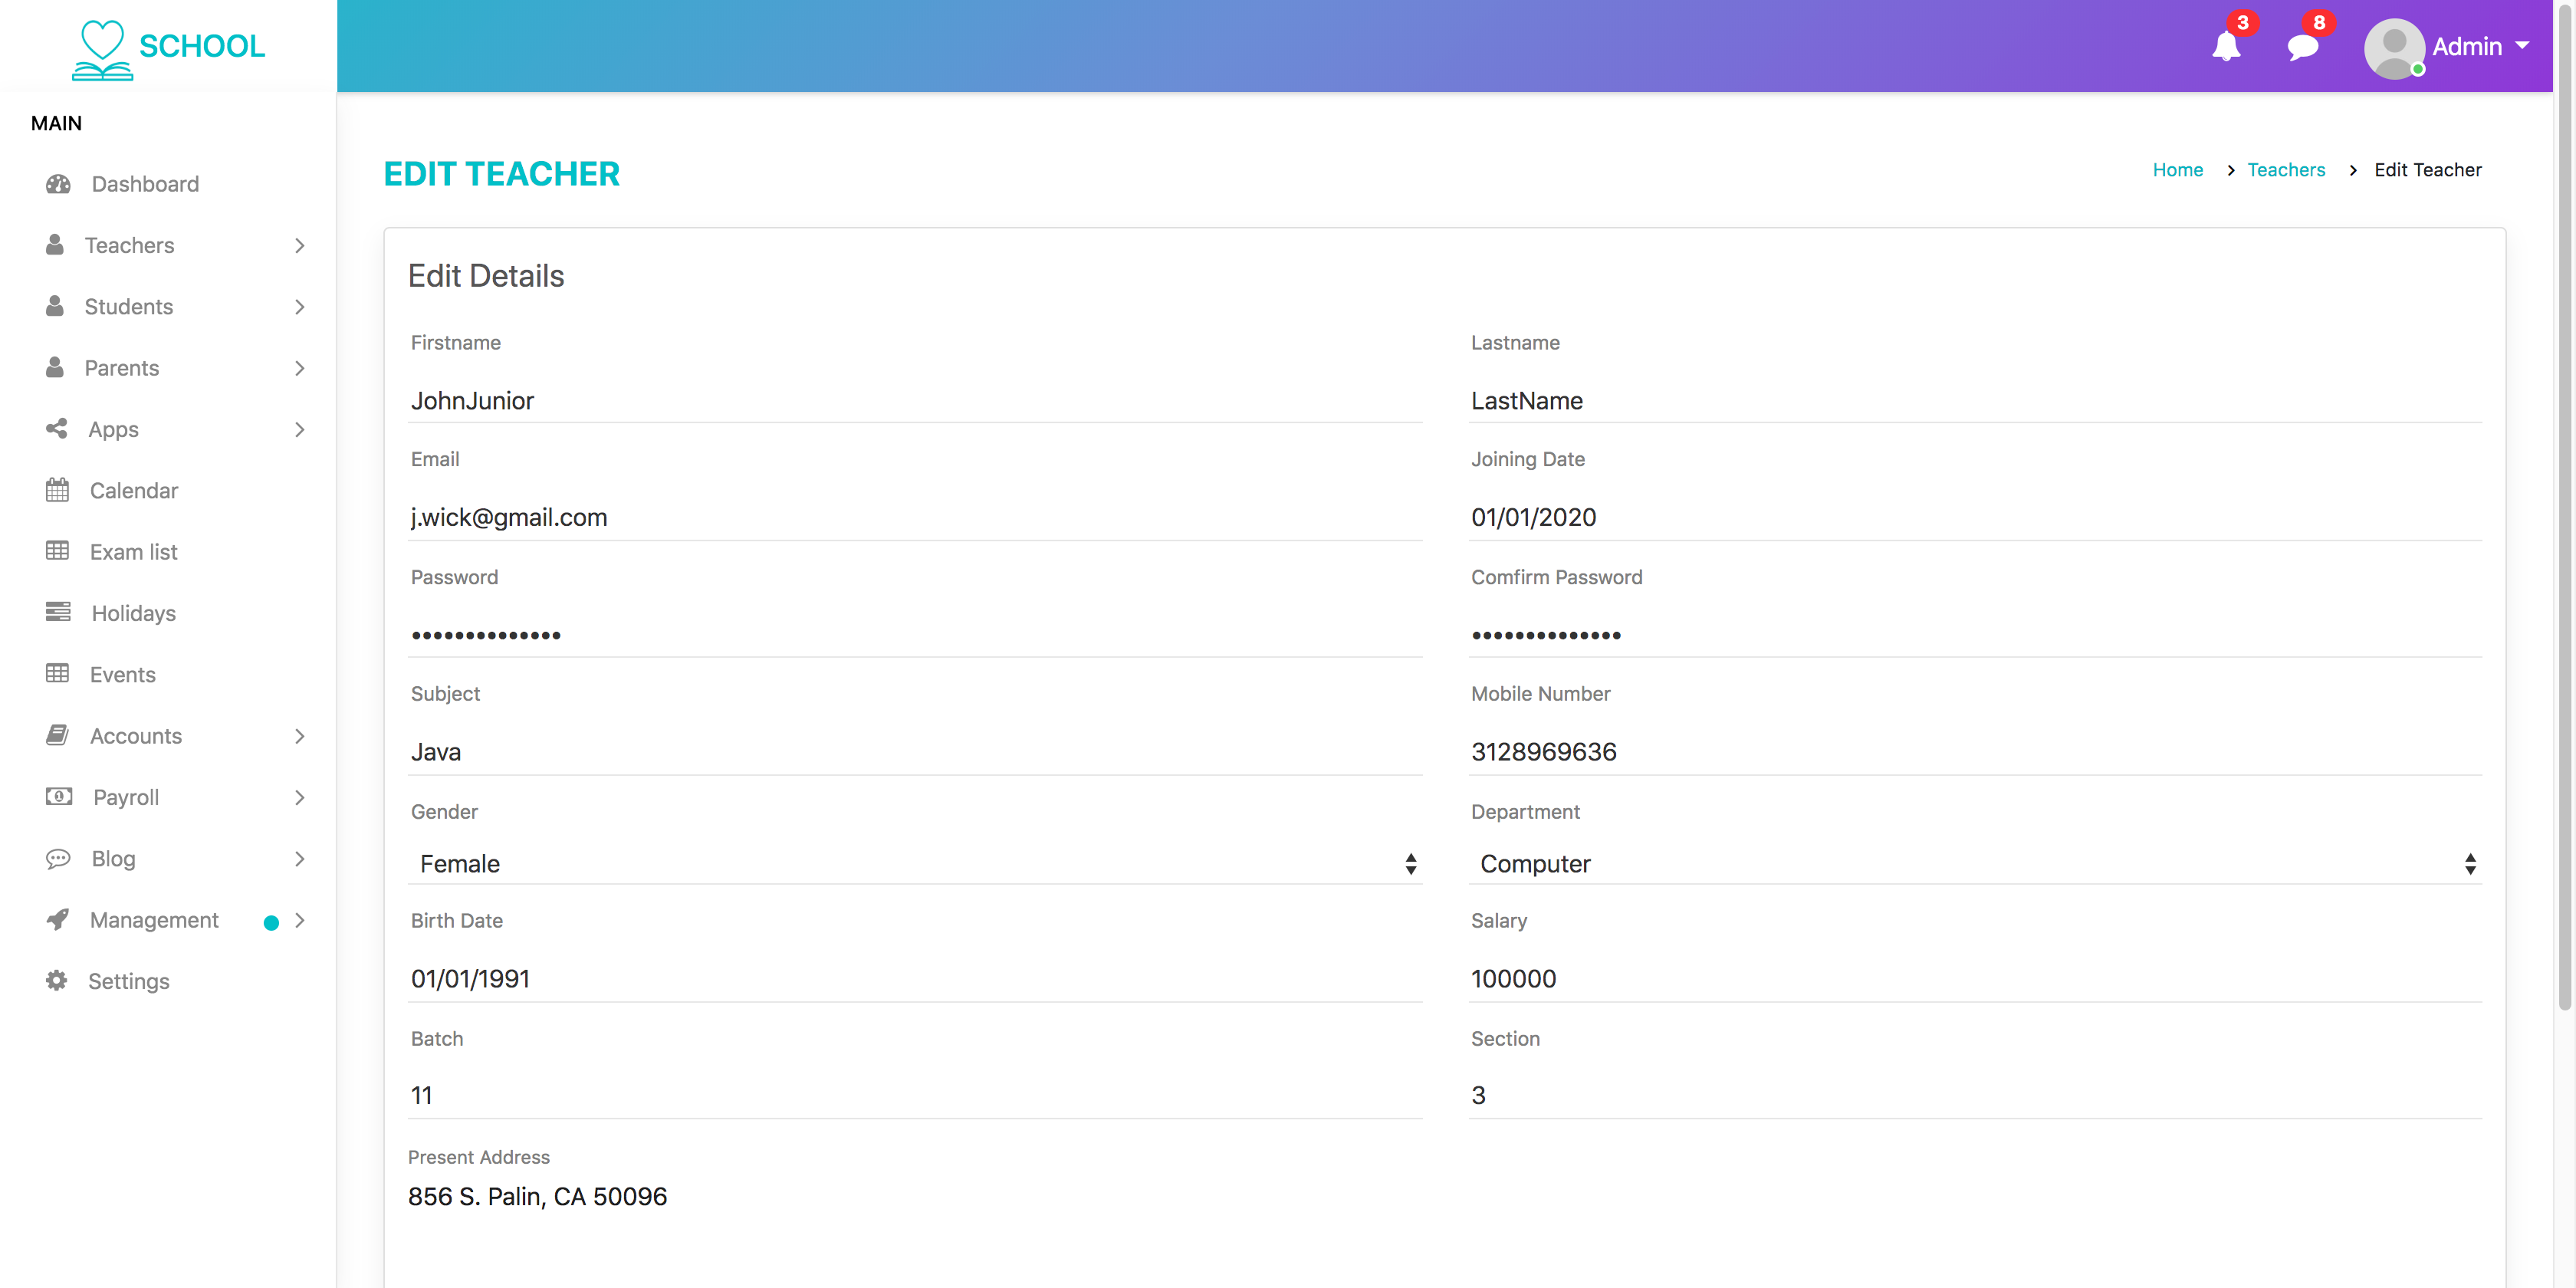 SCHOOL
3
8
Admin
MAIN
Dashboard
Teachers
Students
Parents
Apps
Calendar
Exam list
Holidays
Events
Accounts
Payroll
Blog
Management
Settings
EDIT TEACHER
Home > Teachers > Edit Teacher
Edit Details
Firstname
JohnJunior
Lastname
LastName
Email
j.wick@gmail.com
Joining Date
01/01/2020
Password
••••••••••••••
Comfirm Password
••••••••••••••
Subject
Java
Mobile Number
3128969636
Gender
Female
Department
Computer
Birth Date
01/01/1991
Salary
100000
Batch
11
Section
3
Present Address
856 S. Palin, CA 50096